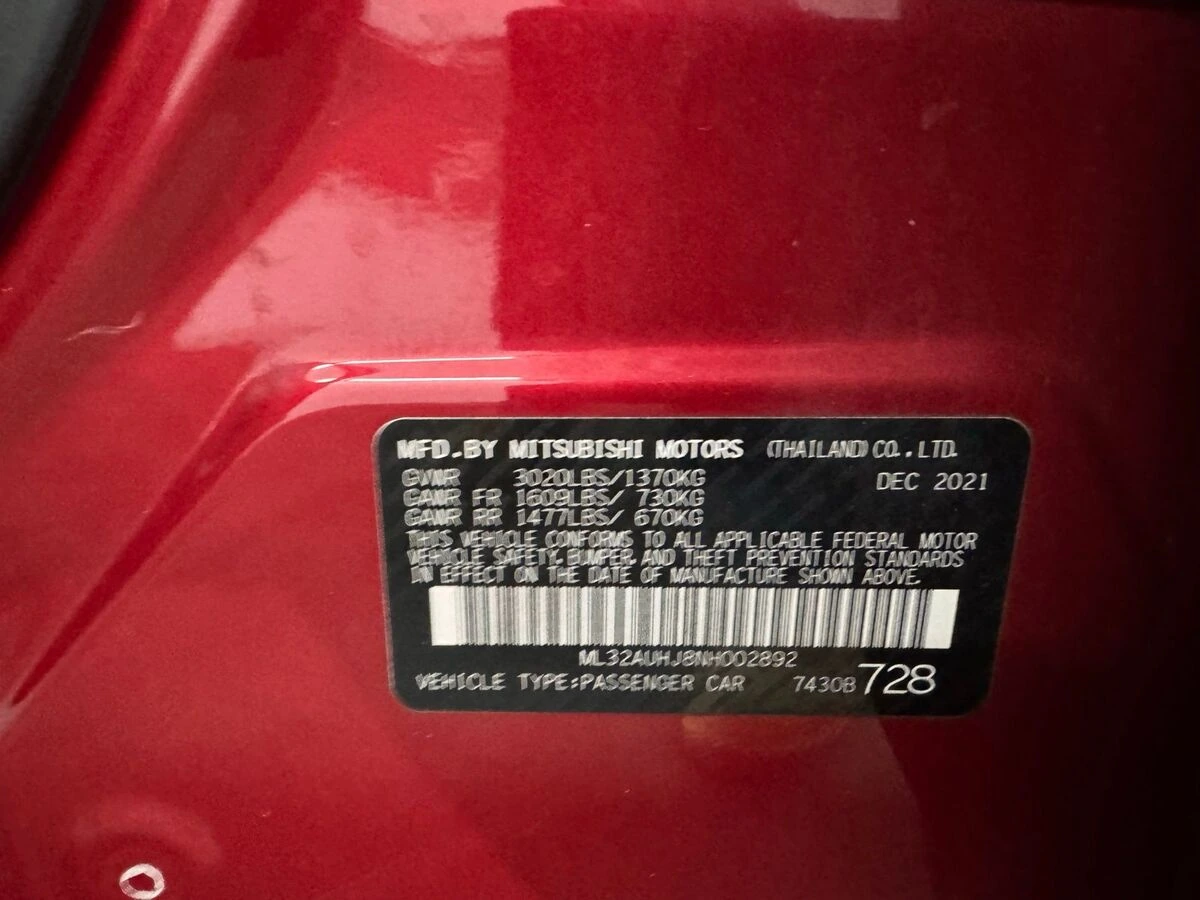 MFD.BY MITSUBISHI MOTORS (THAILAND) CO.,LTD.
GVWR 3020LBS/1370KG DEC 2021
GAWR FR 1609LBS/ 730KG
GAWR RR 1477LBS/ 670KG
THIS VEHICLE CONFORMS TO ALL APPLICABLE FEDERAL MOTOR
VEHICLE SAFETY,BUMPER,AND THEFT PREVENTION STANDARDS
IN EFFECT ON THE DATE OF MANUFACTURE SHOWN ABOVE.
ML32AUHJ8NH002892
VEHICLE TYPE:PASSENGER CAR 7430B 728